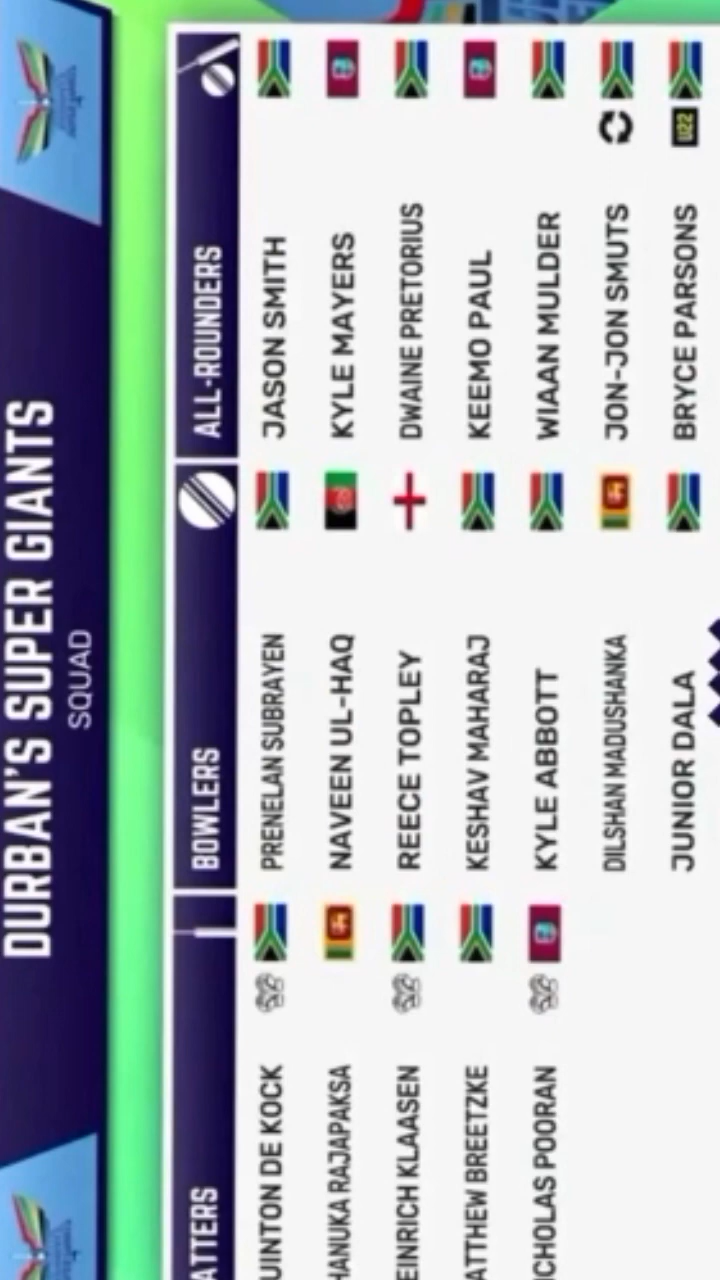 DURBAN'S SUPER GIANTS
SQUAD
ATTERS
UINTON DE KOCK
HANUKA RAJAPAKSA
EINRICH KLAASEN
ATTHEW BREETZKE
ICHOLAS POORAN
BOWLERS
PRENELAN SUBRAYEN
NAVEEN UL-HAQ
REECE TOPLEY
KESHAV MAHARAJ
KYLE ABBOTT
DILSHAN MADUSHANKA
JUNIOR DALA
ALL-ROUNDERS
JASON SMITH
KYLE MAYERS
DWAINE PRETORIUS
KEEMO PAUL
WIAAN MULDER
JON-JON SMUTS
BRYCE PARSONS U22